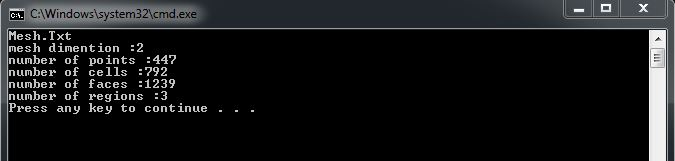 C:\Windows\system32\cmd.exe
Mesh.Txt
mesh dimention :2
number of points :447
number of cells :792
number of faces :1239
number of regions :3
Press any key to continue . . .